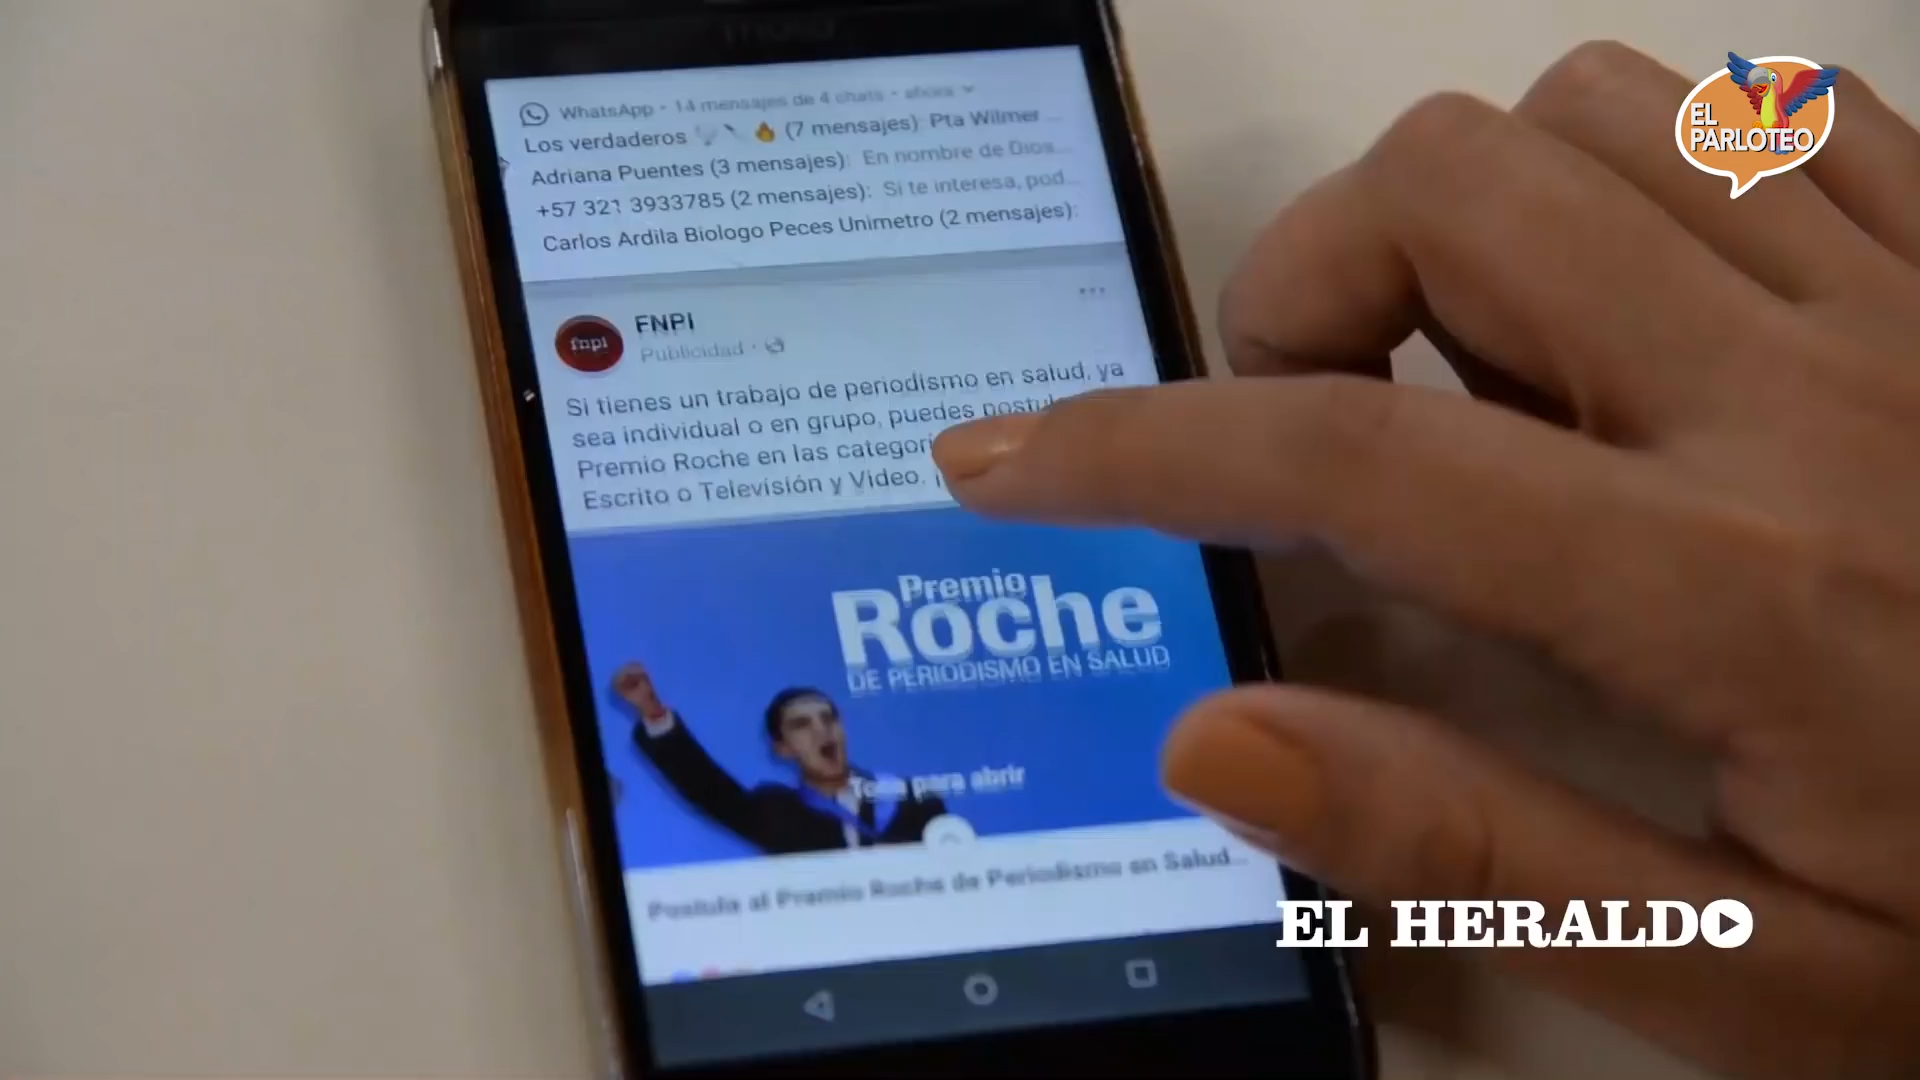 moto
WhatsApp • 14 mensajes de 4 chats • ahora
Los verdaderos (7 mensajes): Pta Wilmer ...
Adriana Puentes (3 mensajes): En nombre de Dios...
+57 321 3933785 (2 mensajes): Si te interesa, pod...
Carlos Ardila Biologo Peces Unimetro (2 mensajes):
fnpi
FNPI
Publicidad •
...
Si tienes un trabajo de periodismo en salud, ya
sea individual o en grupo, puedes postul
Premio Roche en las categorí
Escrito o Televisión y Video. ¡
Premio
Roche
DE PERIODISMO EN SALUD
Toca para abrir
Postula al Premio Roche de Periodismo en Salud...
EL
PARLOTEO
EL HERALDO